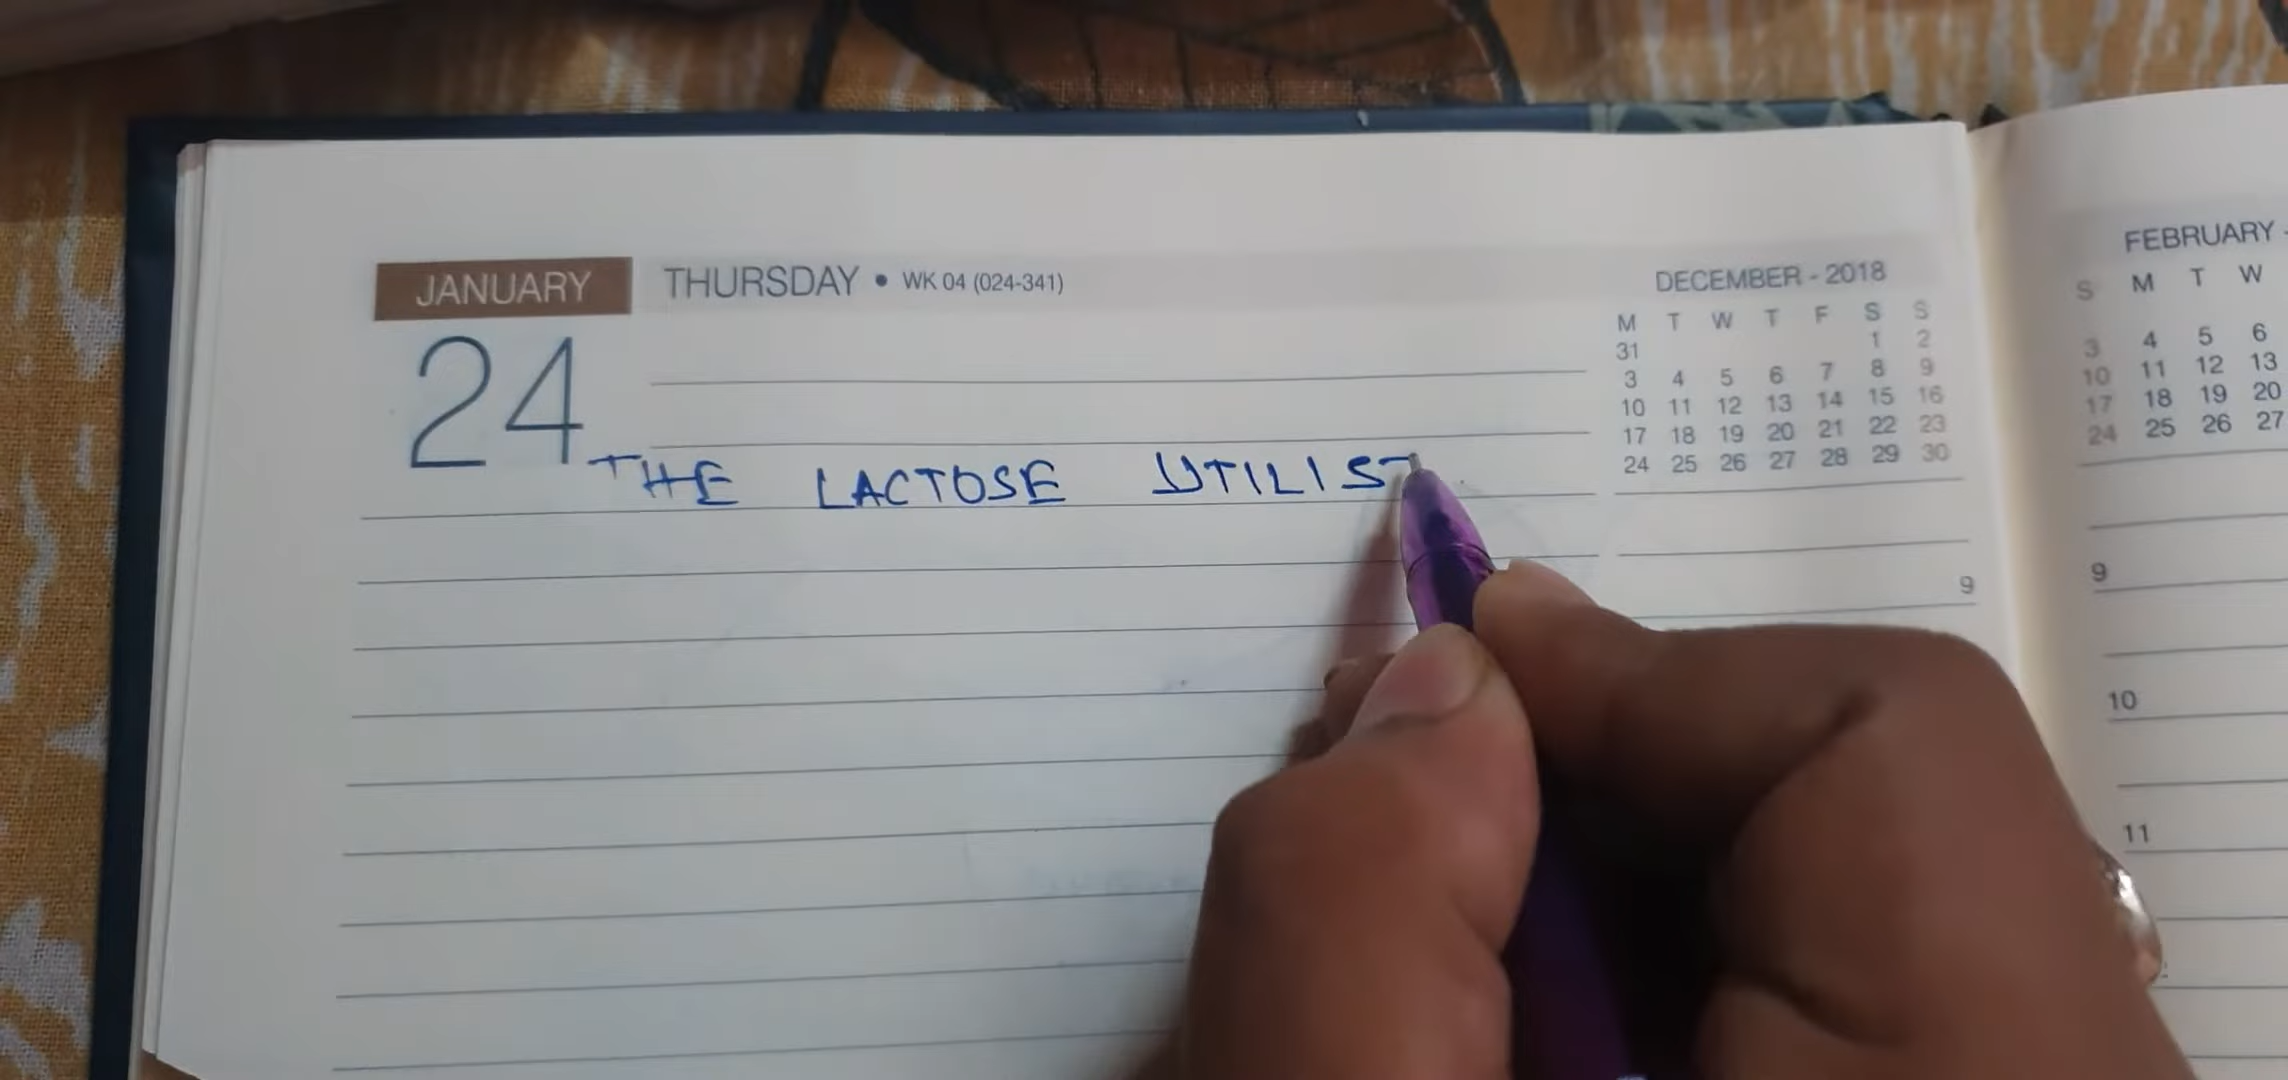 JANUARY THURSDAY • WK 04 (024-341)
24
THE LACTOSE UTILIS
DECEMBER - 2018
M T W T F S S
31 1 2
3 4 5 6 7 8 9
10 11 12 13 14 15 16
17 18 19 20 21 22 23
24 25 26 27 28 29 30
9
FEBRUARY -
S M T W
3 4 5 6
10 11 12 13
17 18 19 20
24 25 26 27
9
10
11